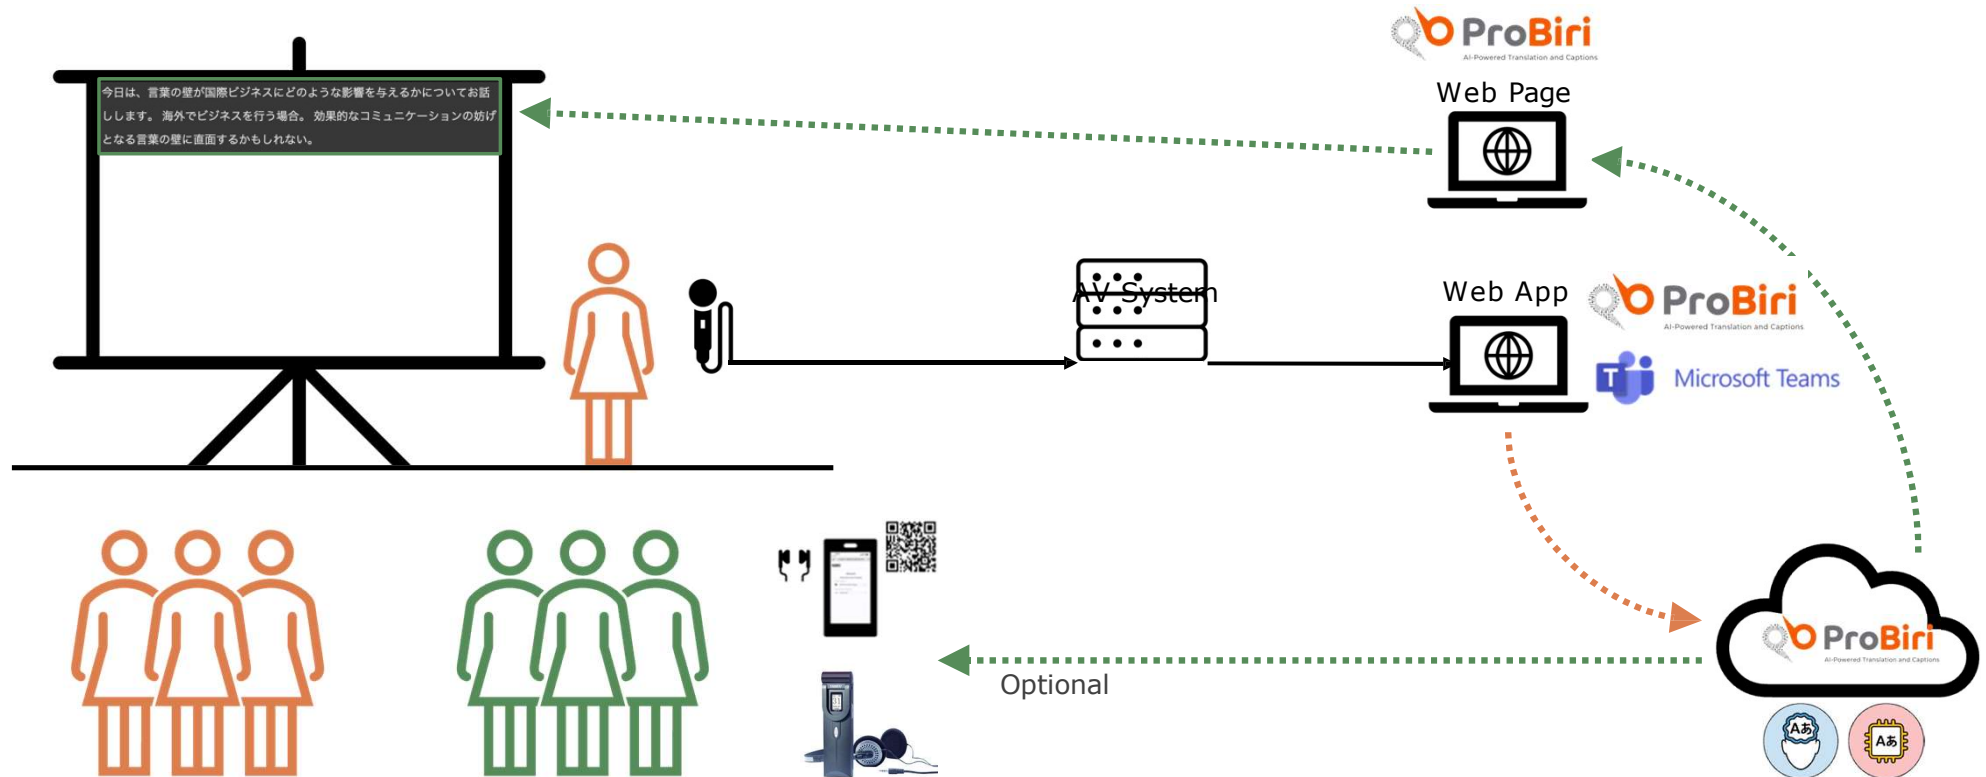 ProBiri
AI-Powered Translation and Captions
Web Page
今日は、言葉の壁が国際ビジネスにどのような影響を与えるかについてお話
しします。 海外でビジネスを行う場合。 効果的なコミュニケーションの妨げ
となる言葉の壁に直面するかもしれない。
AV System
Web App
ProBiri
AI-Powered Translation and Captions
T
Microsoft Teams
Optional
ProBiri
AI-Powered Translation and Captions
Aあ
Aあ